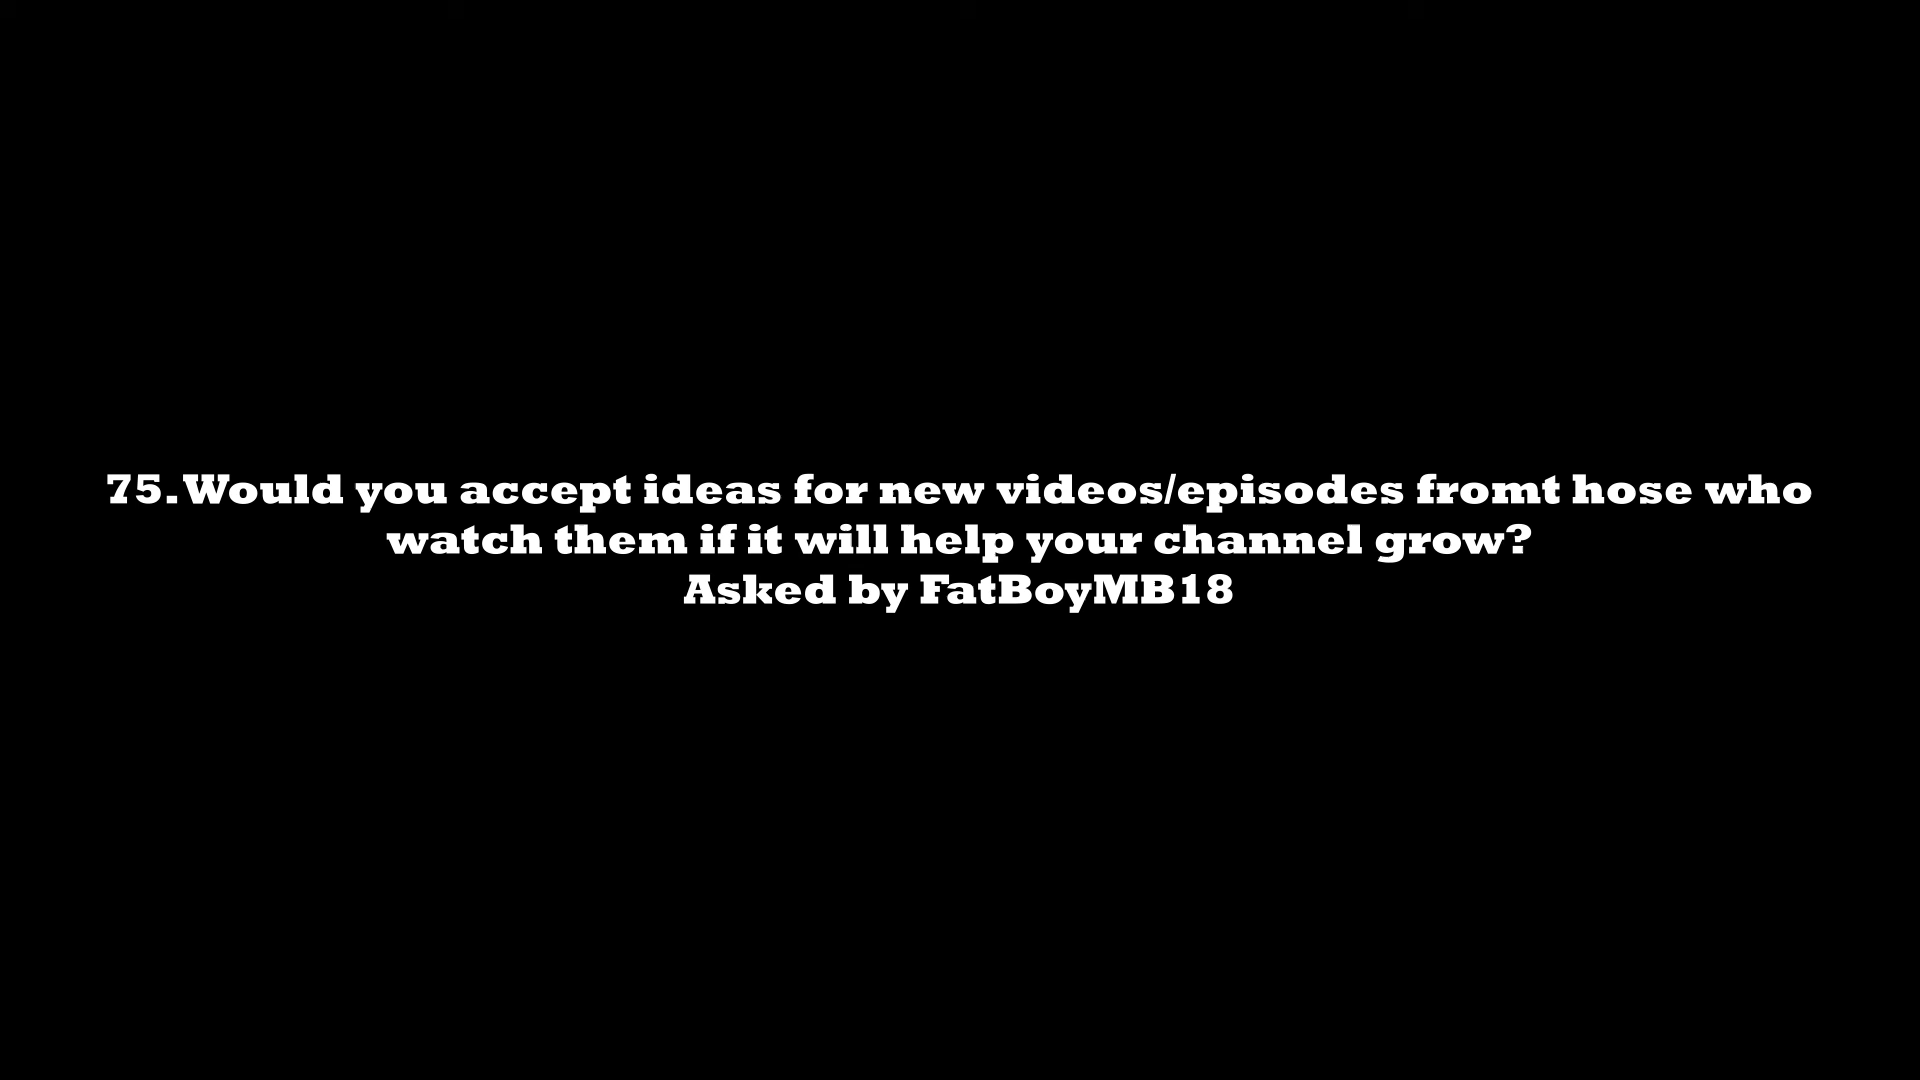 75.Would you accept ideas for new videos/episodes fromt hose who
watch them if it will help your channel grow?
Asked by FatBoyMB18